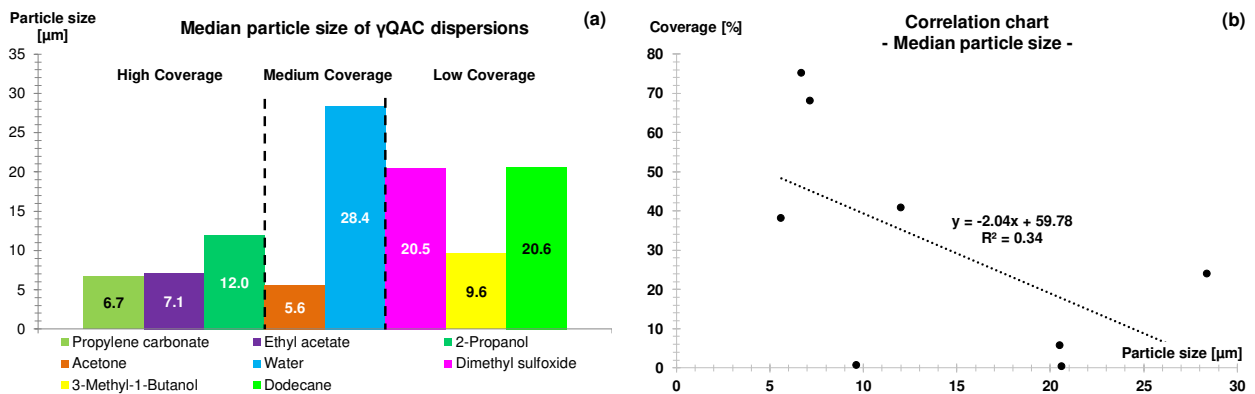 Particle size
[µm]
Median particle size of γQAC dispersions
(a)
35
30
25
20
15
10
5
0
High Coverage
Medium Coverage
Low Coverage
6.7
7.1
12.0
5.6
28.4
20.5
9.6
20.6
Propylene carbonate
Ethyl acetate
2-Propanol
Acetone
Water
Dimethyl sulfoxide
3-Methyl-1-Butanol
Dodecane
Coverage [%]
Correlation chart
- Median particle size -
(b)
80
70
60
50
40
30
20
10
0
y = -2.04x + 59.78
R² = 0.34
Particle size [µm]
0
5
10
15
20
25
30